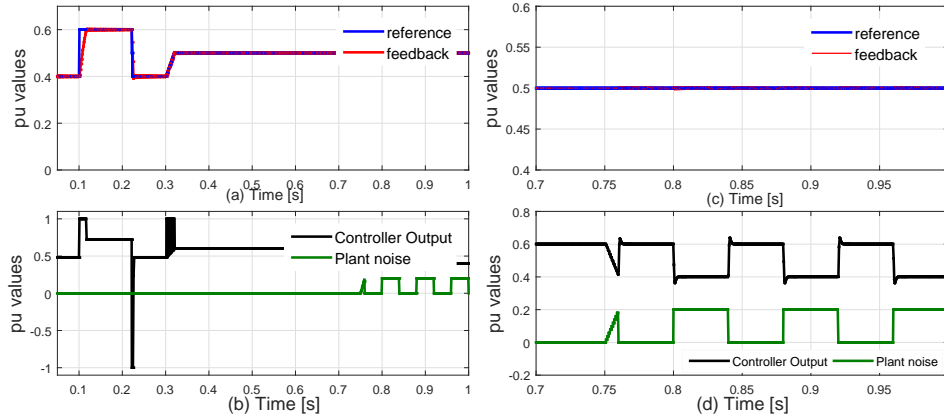 0.6
0.4
0.2
0
pu values
reference
feedback
0.1 0.2 0.3 0.4 0.5 0.6 0.7 0.8 0.9 1
(a) Time [s]
0.6
0.55
0.5
0.45
0.4
pu values
reference
feedback
0.7 0.75 0.8 0.85 0.9 0.95
(c) Time [s]
1
0.5
0
-0.5
-1
pu values
Controller Output
Plant noise
0.1 0.2 0.3 0.4 0.5 0.6 0.7 0.8 0.9 1
(b) Time [s]
0.8
0.6
0.4
0.2
0
-0.2
pu values
Controller Output Plant noise
0.7 0.75 0.8 0.85 0.9 0.95
(d) Time [s]